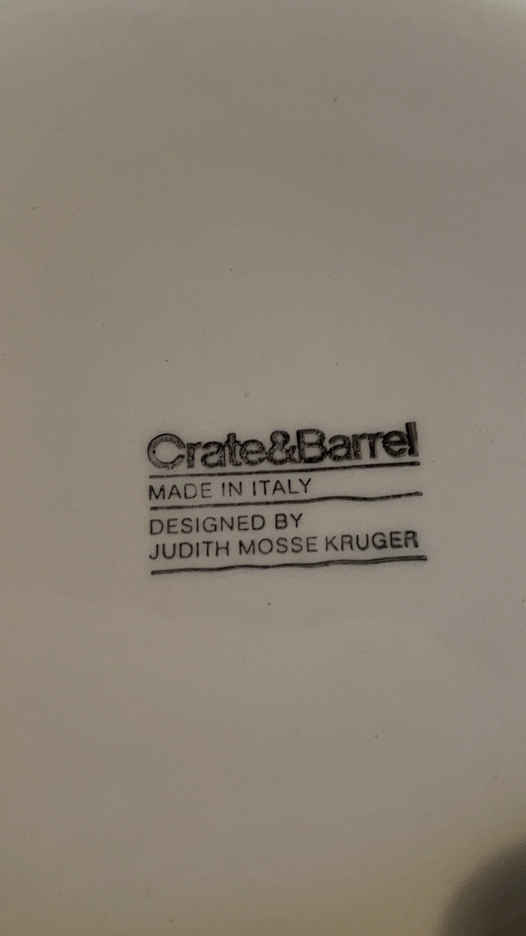 Crate&Barrel
MADE IN ITALY
DESIGNED BY
JUDITH MOSSE KRUGER